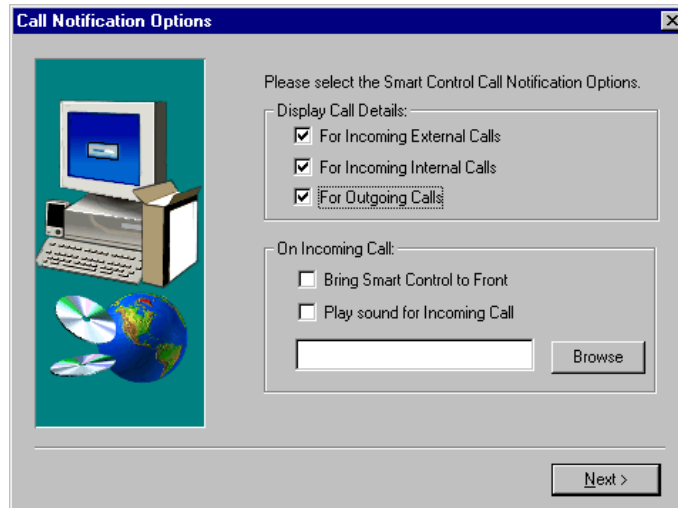 Call Notification Options
Please select the Smart Control Call Notification Options.
Display Call Details:
For Incoming External Calls
For Incoming Internal Calls
For Outgoing Calls
On Incoming Call:
Bring Smart Control to Front
Play sound for Incoming Call
Browse
Next >